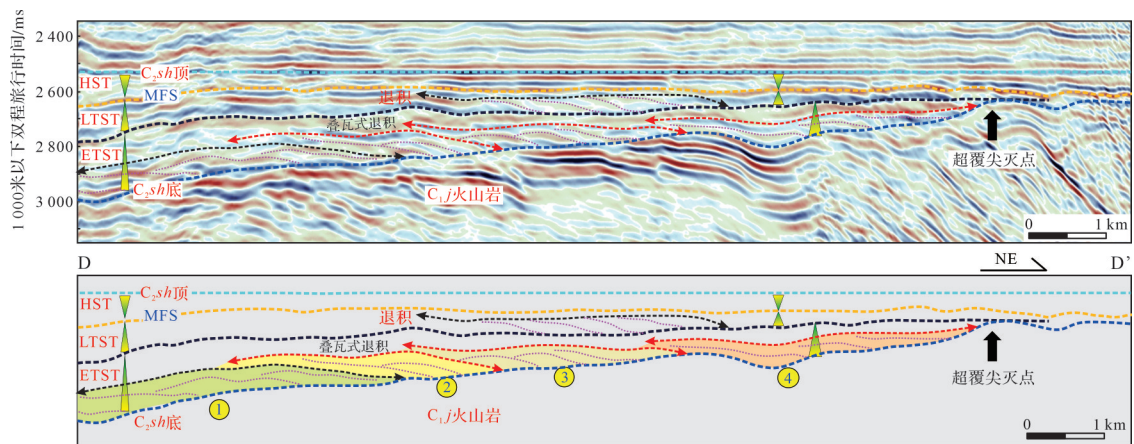 1 000米以下双程旅行时间/ms
2 400
2 600
2 800
3 000
HST
C₂sh顶
MFS
LTST
ETST
C₂sh底
退积
叠瓦式退积
C₁j火山岩
超覆尖灭点
0 1 km
D
NE
D'
HST
C₂sh顶
MFS
LTST
ETST
C₂sh底
退积
叠瓦式退积
1
2
3
4
C₁j火山岩
超覆尖灭点
0 1 km